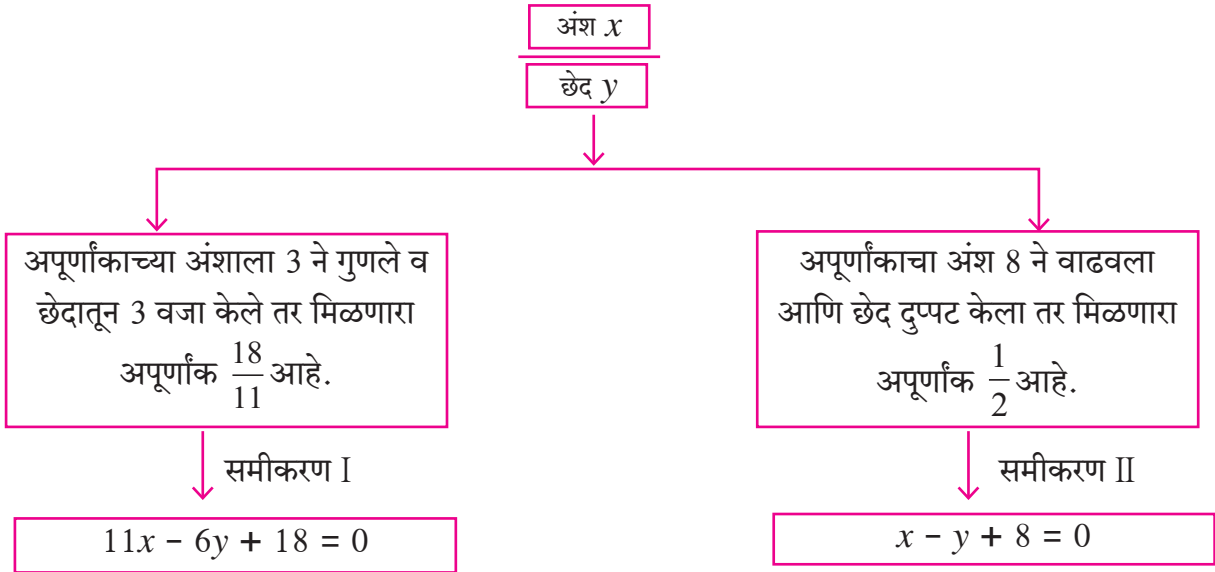 अंश x
छेद y
अपूर्णांकाच्या अंशाला 3 ने गुणले व
छेदातून 3 वजा केले तर मिळणारा
अपूर्णांक 18/11 आहे.
समीकरण I
11x – 6y + 18 = 0
अपूर्णांकाचा अंश 8 ने वाढवला
आणि छेद दुप्पट केला तर मिळणारा
अपूर्णांक 1/2 आहे.
समीकरण II
x – y + 8 = 0